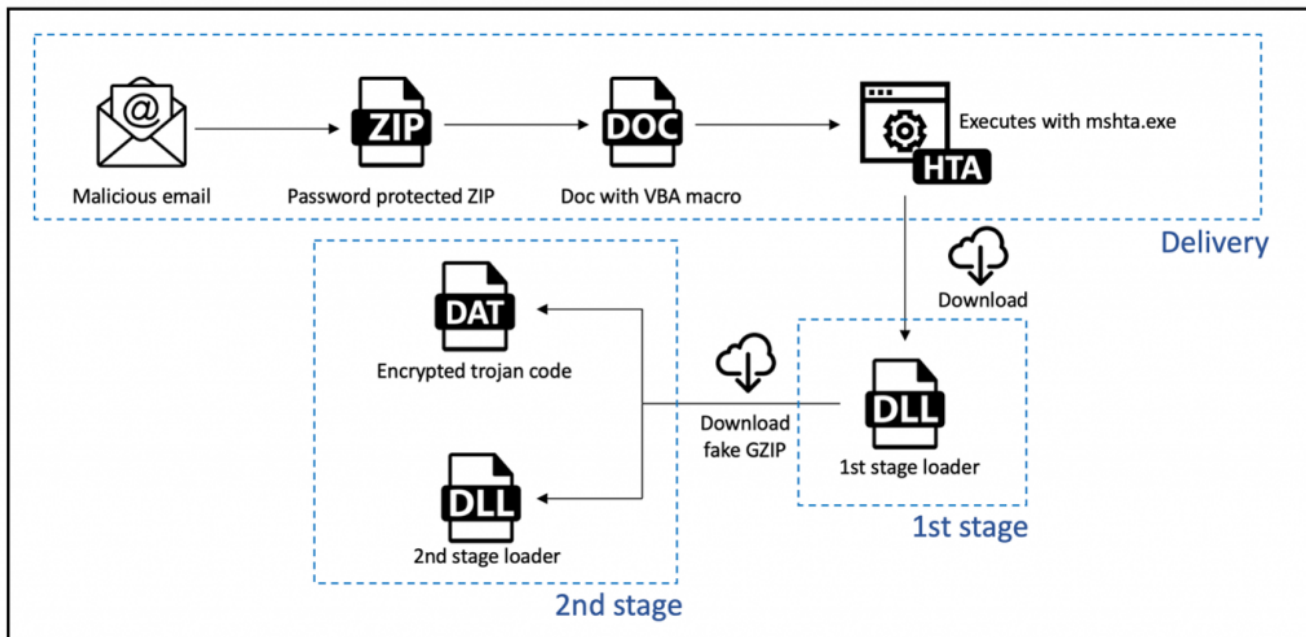 @
ZIP
DOC
HTA
Executes with mshta.exe
Malicious email
Password protected ZIP
Doc with VBA macro
Delivery
Download
DAT
Encrypted trojan code
Download
fake GZIP
DLL
1st stage loader
1st stage
DLL
2nd stage loader
2nd stage